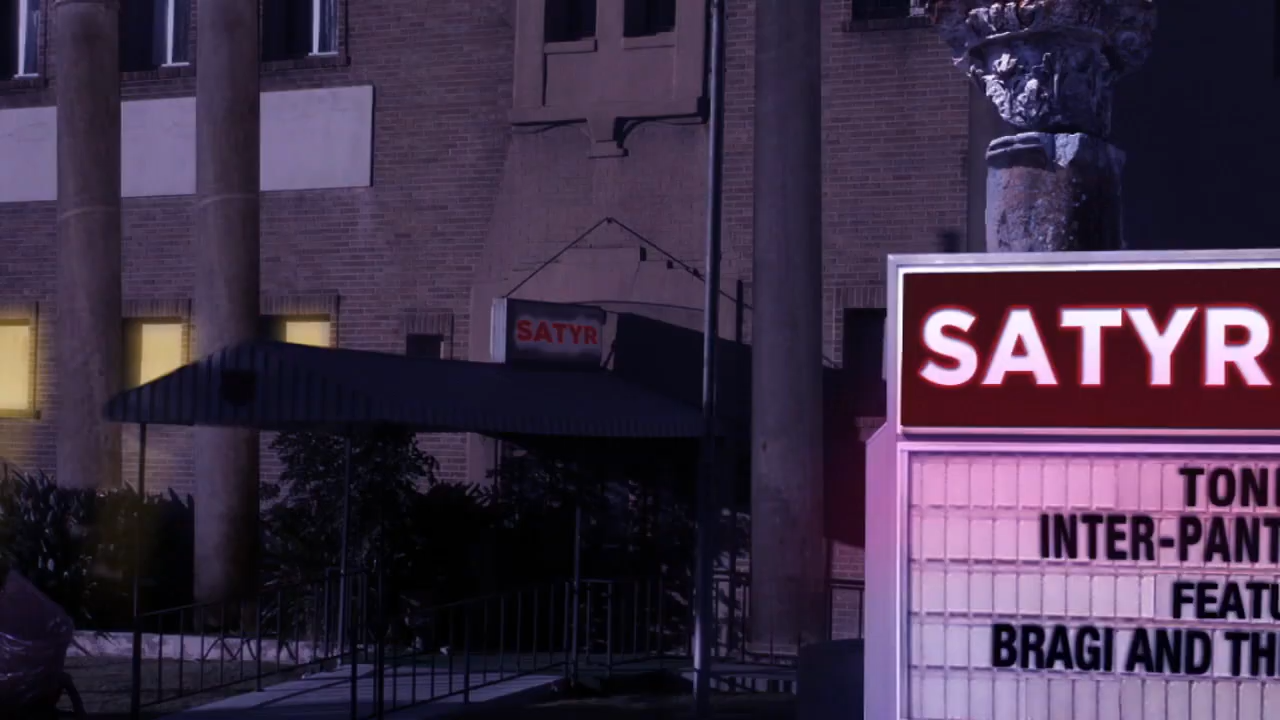 SATYR
SATYR
TONI
INTER-PANT
FEATU
BRAGI AND TH